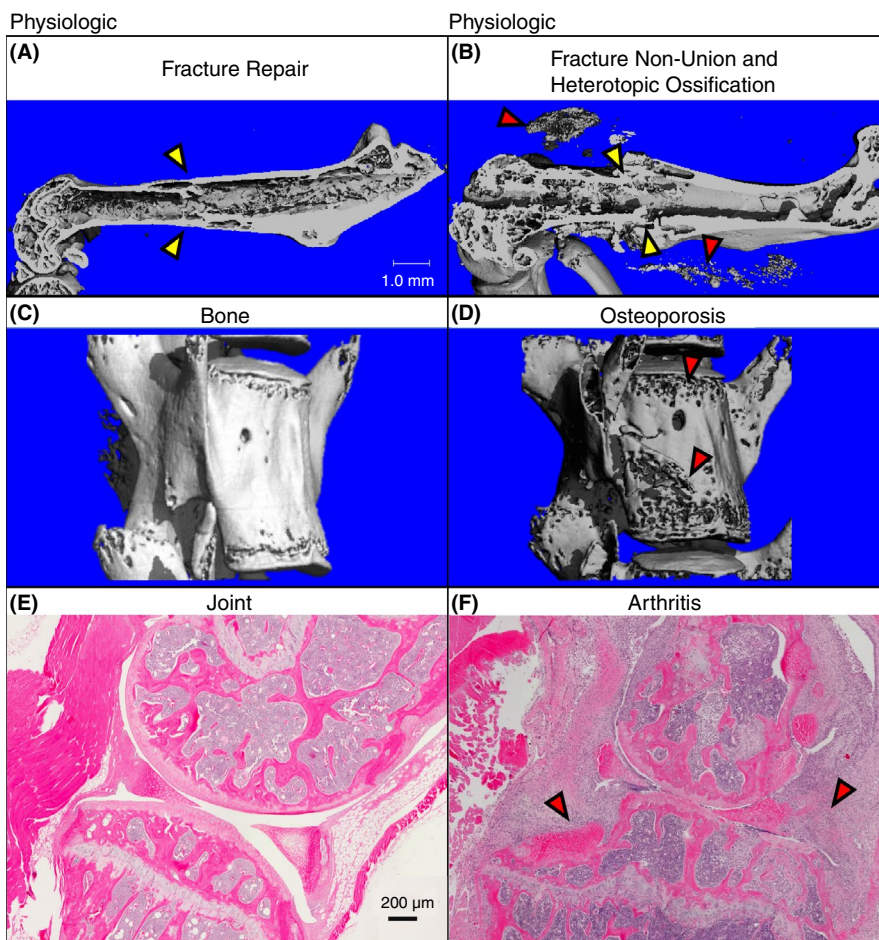 Physiologic
Physiologic
(A)
Fracture Repair
(B)
Fracture Non-Union and
Heterotopic Ossification
1.0 mm
(C)
Bone
(D)
Osteoporosis
(E)
Joint
(F)
Arthritis
200 μm